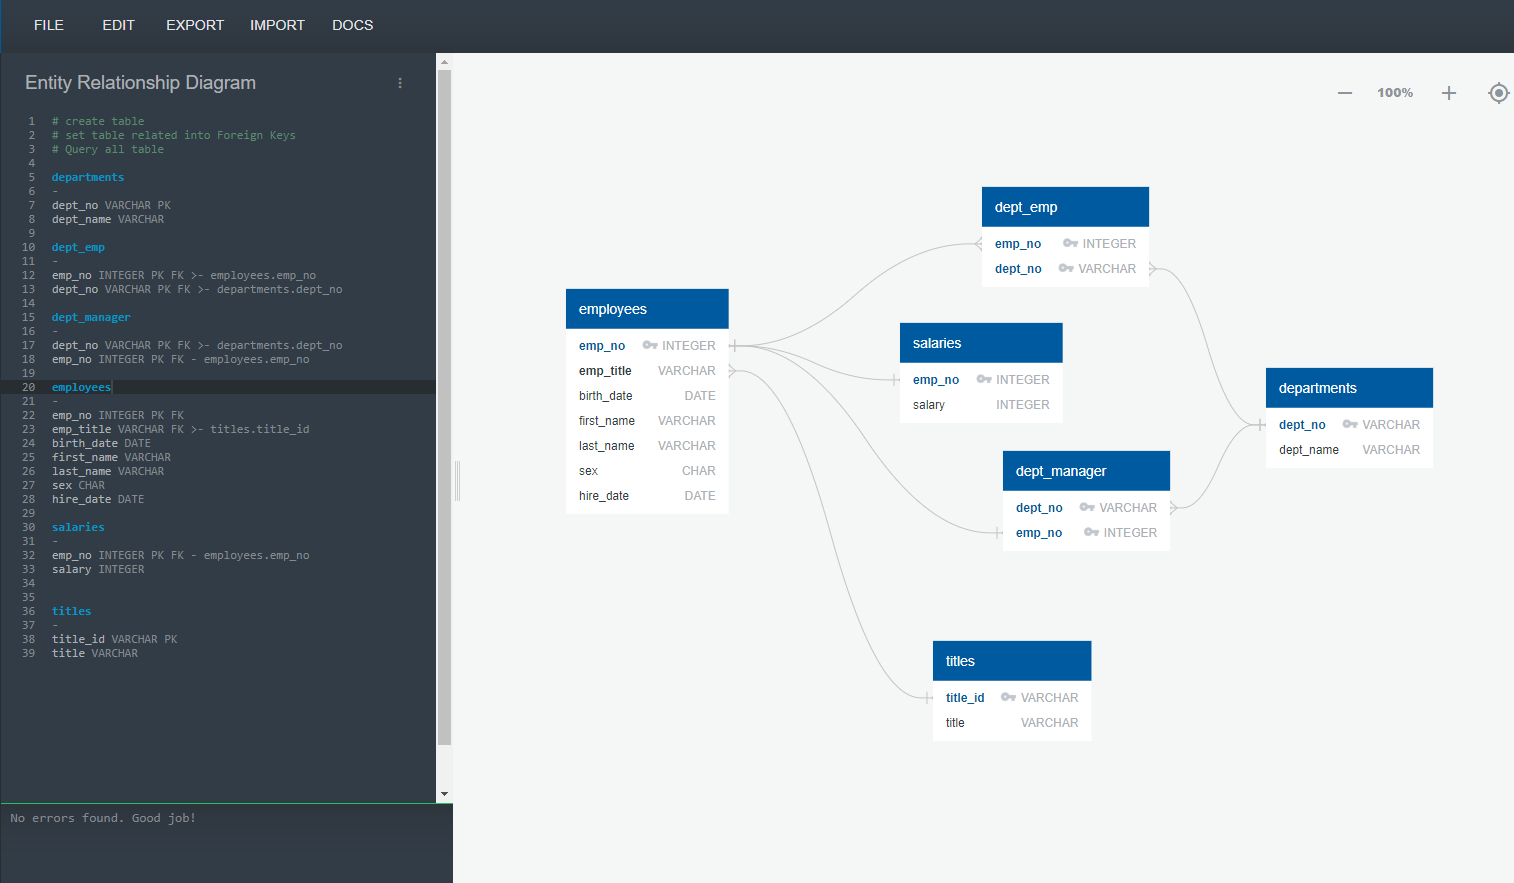 FILE EDIT EXPORT IMPORT DOCS
Entity Relationship Diagram
1 # create table
2 # set table related into Foreign Keys
3 # Query all table
4
5 departments
6 -
7 dept_no VARCHAR PK
8 dept_name VARCHAR
9
10 dept_emp
11 -
12 emp_no INTEGER PK FK >- employees.emp_no
13 dept_no VARCHAR PK FK >- departments.dept_no
14
15 dept_manager
16 -
17 dept_no VARCHAR PK FK >- departments.dept_no
18 emp_no INTEGER PK FK - employees.emp_no
19
20 employees
21 -
22 emp_no INTEGER PK FK
23 emp_title VARCHAR FK >- titles.title_id
24 birth_date DATE
25 first_name VARCHAR
26 last_name VARCHAR
27 sex CHAR
28 hire_date DATE
29
30 salaries
31 -
32 emp_no INTEGER PK FK - employees.emp_no
33 salary INTEGER
34
35
36 titles
37 -
38 title_id VARCHAR PK
39 title VARCHAR
No errors found. Good job!
100%
employees
emp_no INTEGER
emp_title VARCHAR
birth_date DATE
first_name VARCHAR
last_name VARCHAR
sex CHAR
hire_date DATE
dept_emp
emp_no INTEGER
dept_no VARCHAR
salaries
emp_no INTEGER
salary INTEGER
dept_manager
dept_no VARCHAR
emp_no INTEGER
departments
dept_no VARCHAR
dept_name VARCHAR
titles
title_id VARCHAR
title VARCHAR